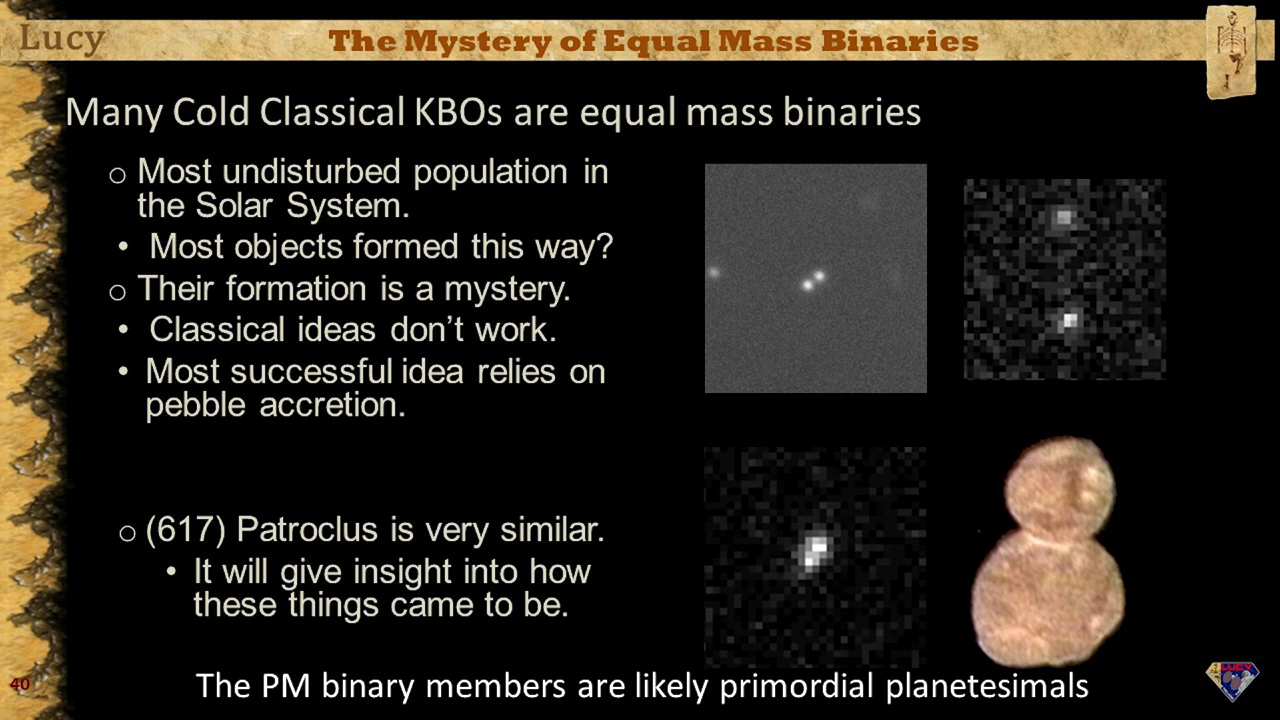 Lucy
The Mystery of Equal Mass Binaries
Many Cold Classical KBOs are equal mass binaries
o Most undisturbed population in
the Solar System.
• Most objects formed this way?
o Their formation is a mystery.
• Classical ideas don’t work.
• Most successful idea relies on
pebble accretion.
o (617) Patroclus is very similar.
• It will give insight into how
these things came to be.
40
The PM binary members are likely primordial planetesimals
LUCY